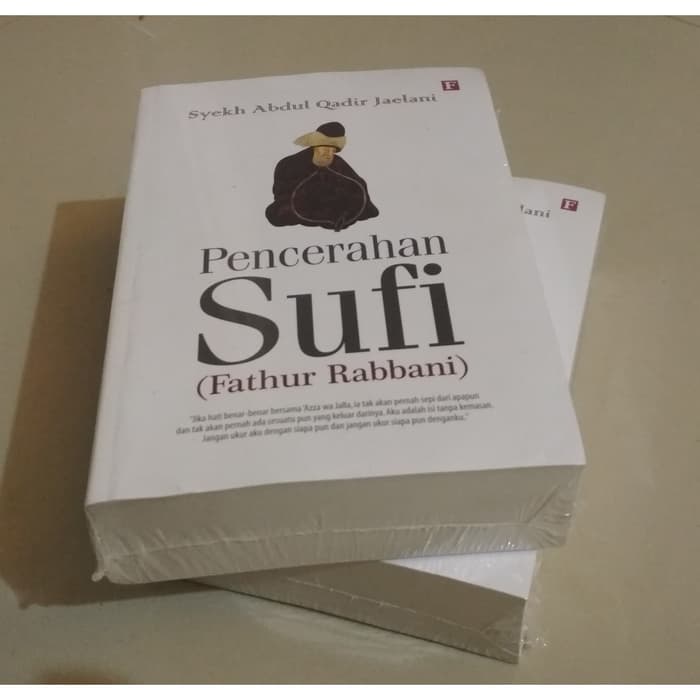 Syekh Abdul Qadir Jaelani
F
Pencerahan
Sufi
(Fathur Rabbani)
"Jika hati benar-benar bersama 'Azza wa Jalla, ia tak akan pernah sepi dari apapun
dan tak akan pernah ada sesuatu pun yang keluar darinya. Aku adalah isi tanpa kemasan.
Jangan ukur aku dengan siapa pun dan jangan ukur siapa pun denganku."
lani
F